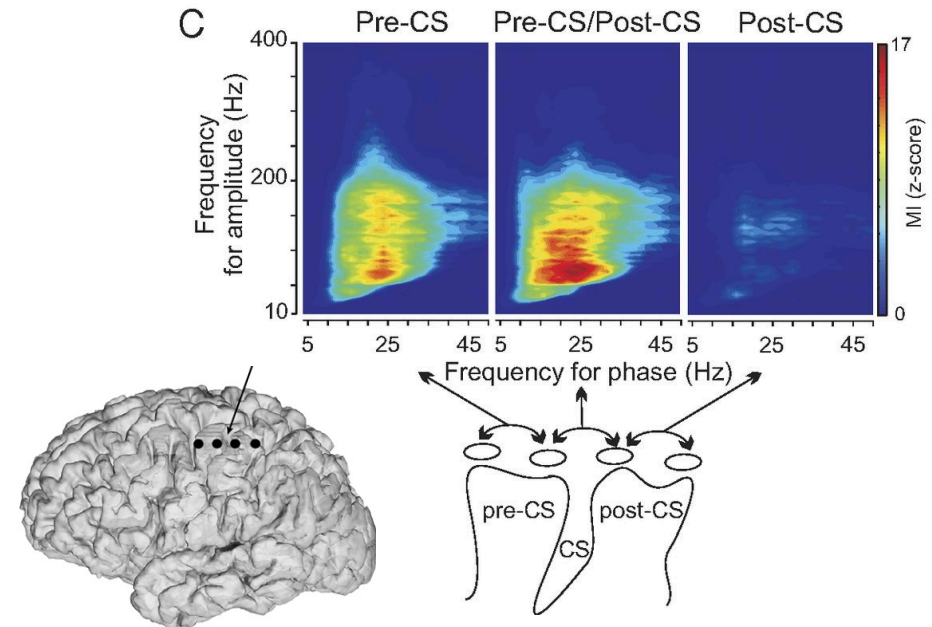 C
Pre-CS
Pre-CS/Post-CS
Post-CS
Frequency
for amplitude (Hz)
400
200
10
17
0
MI (z-score)
5 25 45 5 25 45 5 25 45
Frequency for phase (Hz)
pre-CS
CS
post-CS